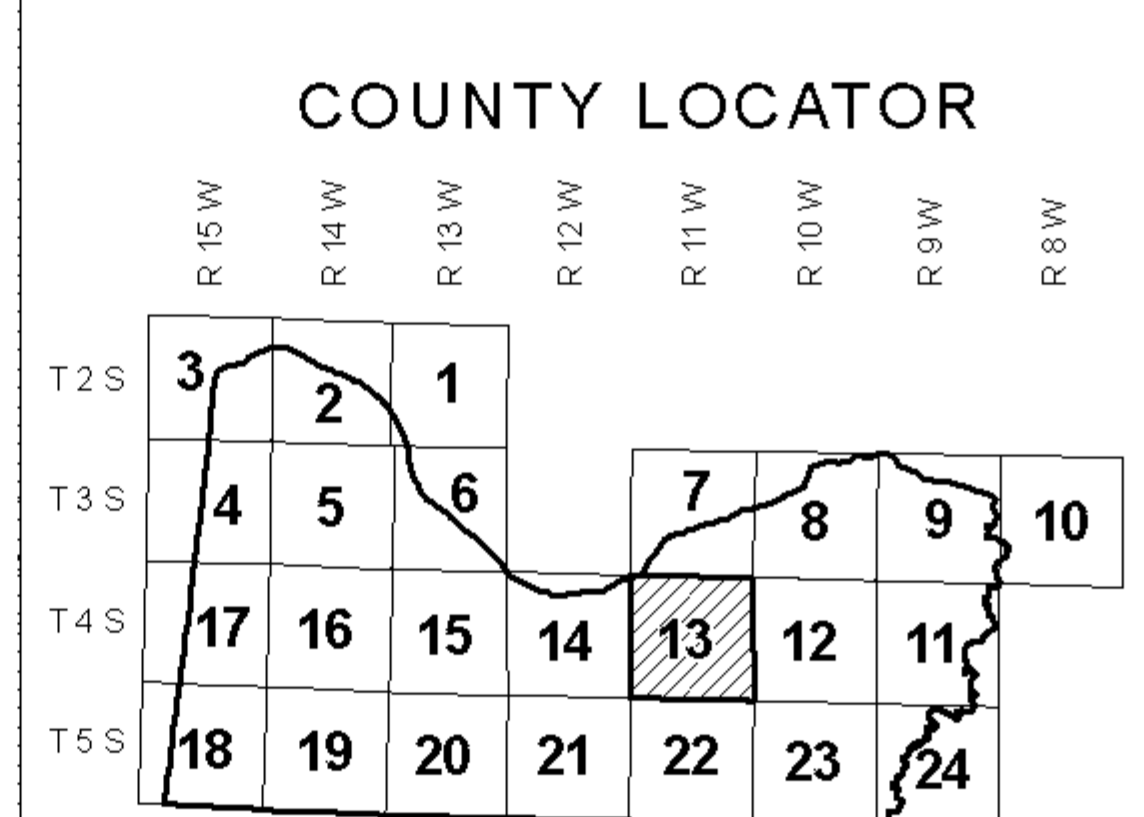 COUNTY LOCATOR
R 15 W R 14 W R 13 W R 12 W R 11 W R 10 W R 9 W R 8 W
T 2 S 3 2 1
T 3 S 4 5 6 7 8 9 10
T 4 S 17 16 15 14 13 12 11
T 5 S 18 19 20 21 22 23 24